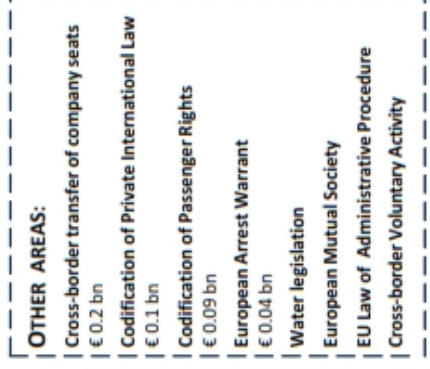 OTHER AREAS:
Cross-border transfer of company seats
€ 0.2 bn
Codification of Private International Law
€ 0.1 bn
Codification of Passenger Rights
€ 0.09 bn
European Arrest Warrant
€ 0.04 bn
Water legislation
European Mutual Society
EU Law of Administrative Procedure
Cross-border Voluntary Activity